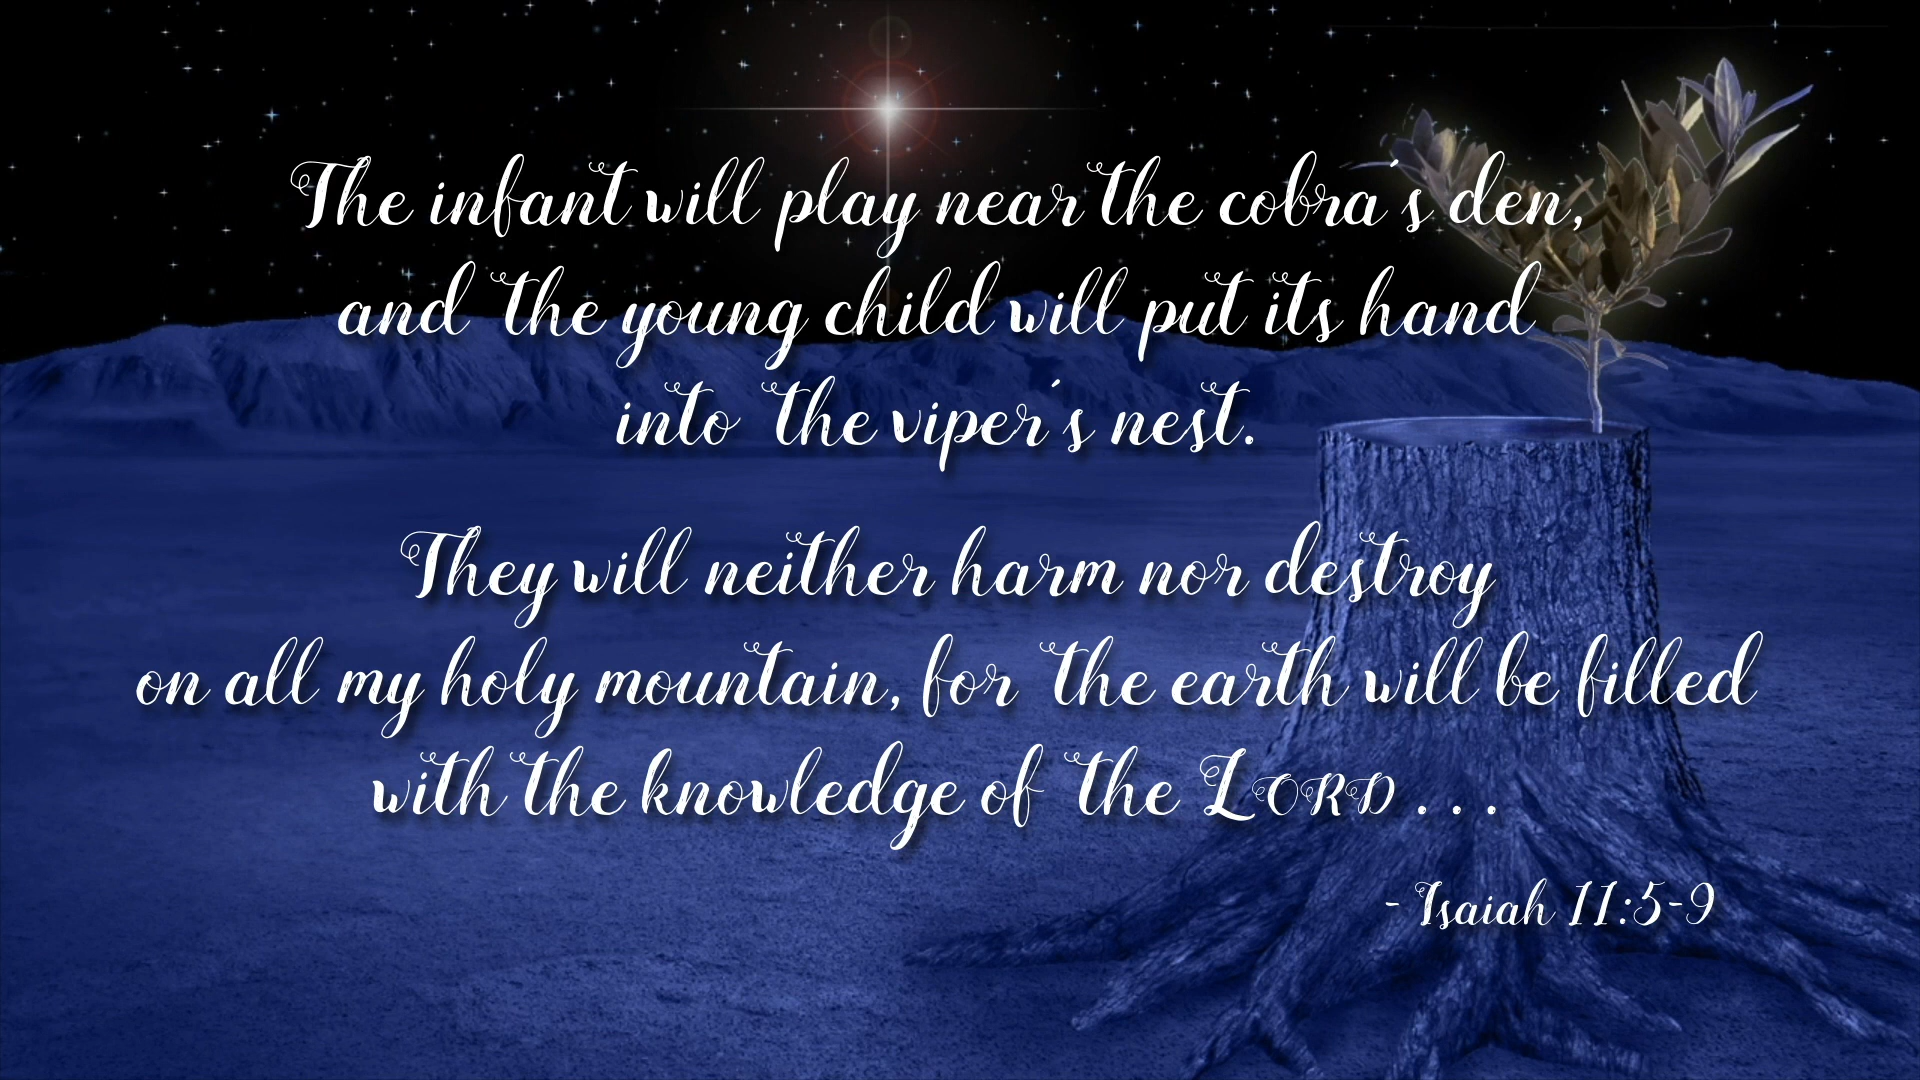 The infant will play near the cobra's den,
and the young child will put its hand
into the viper's nest.
They will neither harm nor destroy
on all my holy mountain, for the earth will be filled
with the knowledge of the LORD . . .
- Isaiah 11:5-9